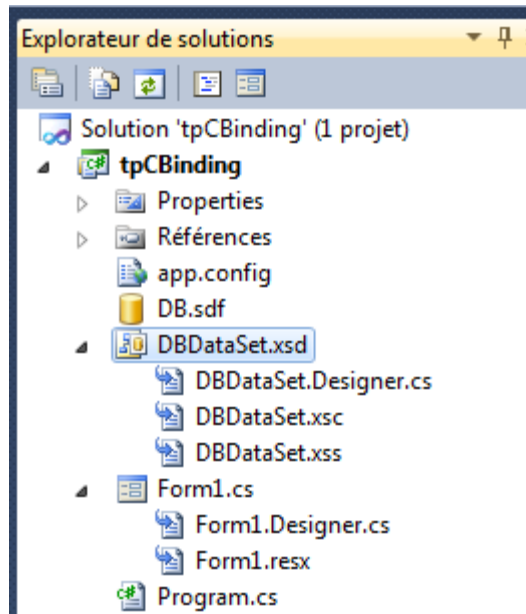 Explorateur de solutions
Solution 'tpCBinding' (1 projet)
tpCBinding
Properties
Références
app.config
DB.sdf
DBDataSet.xsd
DBDataSet.Designer.cs
DBDataSet.xsc
DBDataSet.xss
Form1.cs
Form1.Designer.cs
Form1.resx
Program.cs